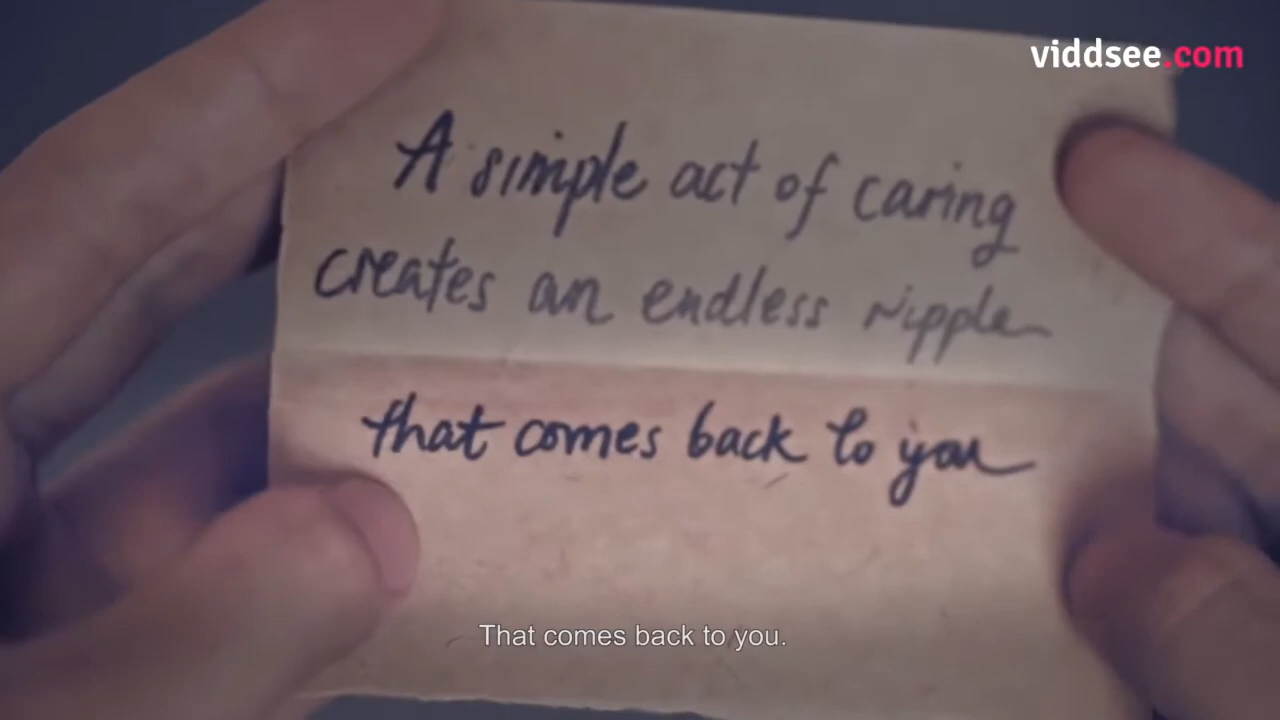 viddsee.com
A simple act of caring
creates an endless ripple
that comes back to you
That comes back to you.